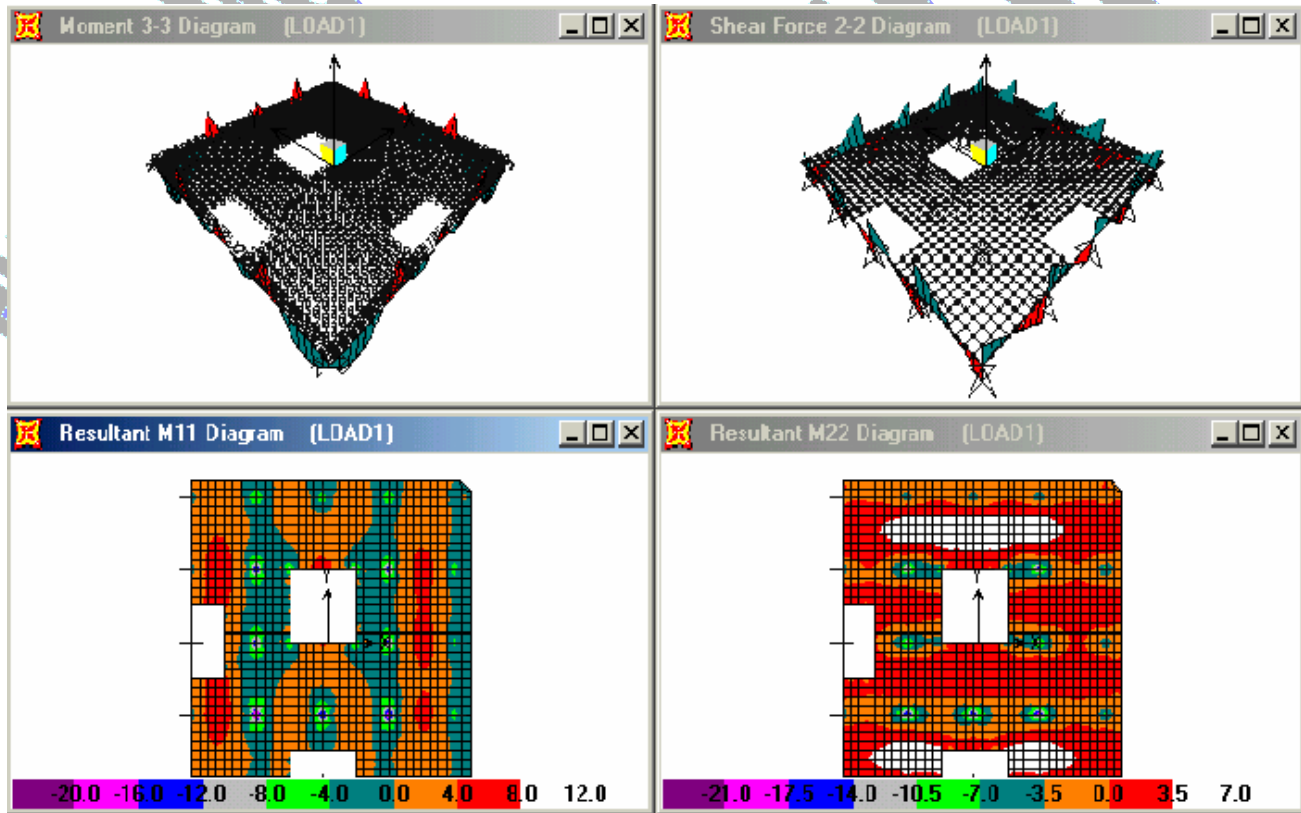 Moment 3-3 Diagram (LOAD1)
Shear Force 2-2 Diagram (LOAD1)
Resultant M11 Diagram (LOAD1)
Resultant M22 Diagram (LOAD1)
Y
X
Y
X
-20.0 -16.0 -12.0 -8.0 -4.0 0.0 4.0 8.0 12.0
-21.0 -17.5 -14.0 -10.5 -7.0 -3.5 0.0 3.5 7.0